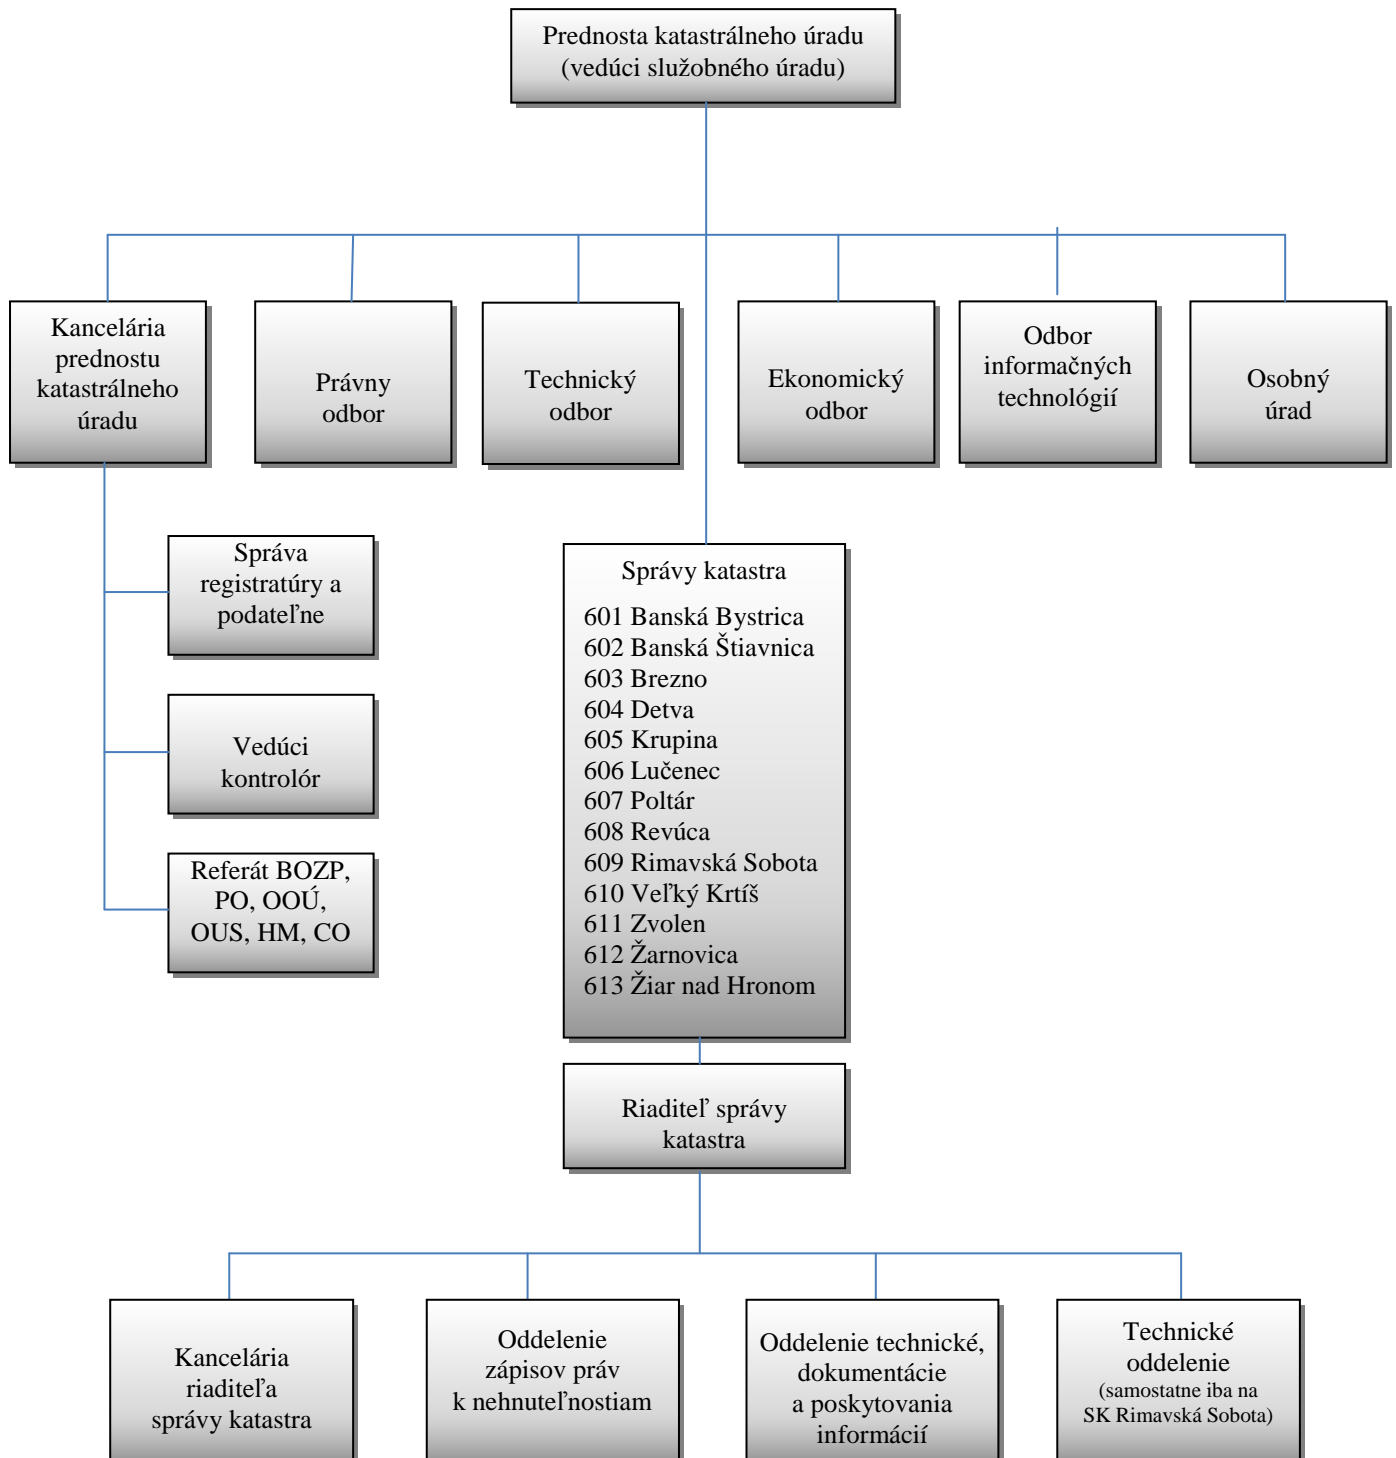 Prednosta katastrálneho úradu
(vedúci služobného úradu)
Kancelária
prednostu
katastrálneho
úradu
Právny
odbor
Technický
odbor
Ekonomický
odbor
Odbor
informačných
technológií
Osobný
úrad
Správa
registratúry a
podateľne
Vedúci
kontrolór
Referát BOZP,
PO, OOÚ,
OUS, HM, CO
Správy katastra
601 Banská Bystrica
602 Banská Štiavnica
603 Brezno
604 Detva
605 Krupina
606 Lučenec
607 Poltár
608 Revúca
609 Rimavská Sobota
610 Veľký Krtíš
611 Zvolen
612 Žarnovica
613 Žiar nad Hronom
Riaditeľ správy
katastra
Kancelária
riaditeľa
správy katastra
Oddelenie
zápisov práv
k nehnuteľnostiam
Oddelenie technické,
dokumentácie
a poskytovania
informácií
Technické
oddelenie
(samostatne iba na
SK Rimavská Sobota)